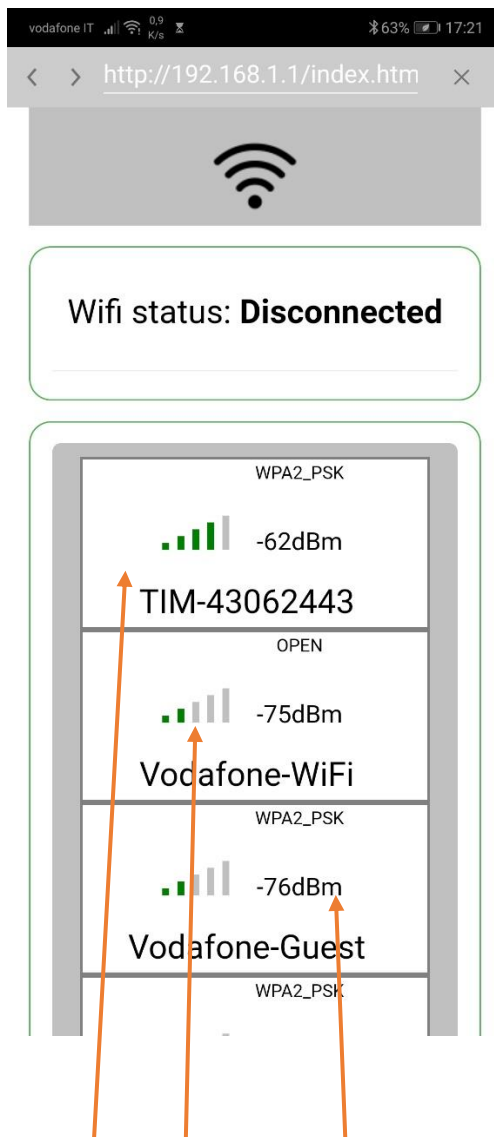 vodafone IT 0,9 K/s 63% 17:21
http://192.168.1.1/index.htm
Wifi status: Disconnected
WPA2_PSK
-62dBm
TIM-43062443
OPEN
-75dBm
Vodafone-WiFi
WPA2_PSK
-76dBm
Vodafone-Guest
WPA2_PSK